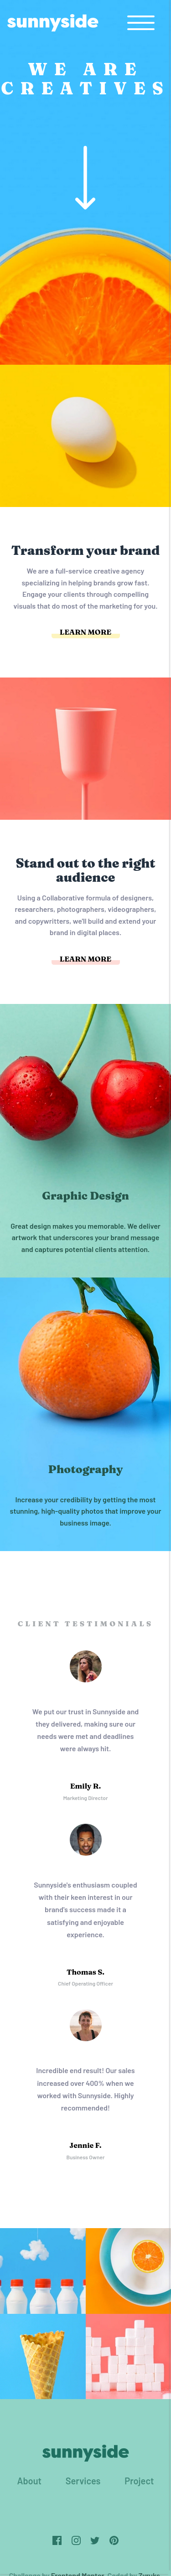 sunnyside
WE ARE
CREATIVES
Transform your brand
We are a full-service creative agency
specializing in helping brands grow fast.
Engage your clients through compelling
visuals that do most of the marketing for you.
LEARN MORE
Stand out to the right
audience
Using a Collaborative formula of designers,
researchers, photographers, videographers,
and copywritters, we'll build and extend your
brand in digital places.
LEARN MORE
Graphic Design
Great design makes you memorable. We deliver
artwork that underscores your brand message
and captures potential clients attention.
Photography
Increase your credibility by getting the most
stunning, high-quality photos that improve your
business image.
CLIENT TESTIMONIALS
We put our trust in Sunnyside and
they delivered, making sure our
needs were met and deadlines
were always hit.
Emily R.
Marketing Director
Sunnyside's enthusiasm coupled
with their keen interest in our
brand's success made it a
satisfying and enjoyable
experience.
Thomas S.
Chief Operating Officer
Incredible end result! Our sales
increased over 400% when we
worked with Sunnyside. Highly
recommended!
Jennie F.
Business Owner
sunnyside
About Services Project
Challenge by Frontend Mentor. Coded by